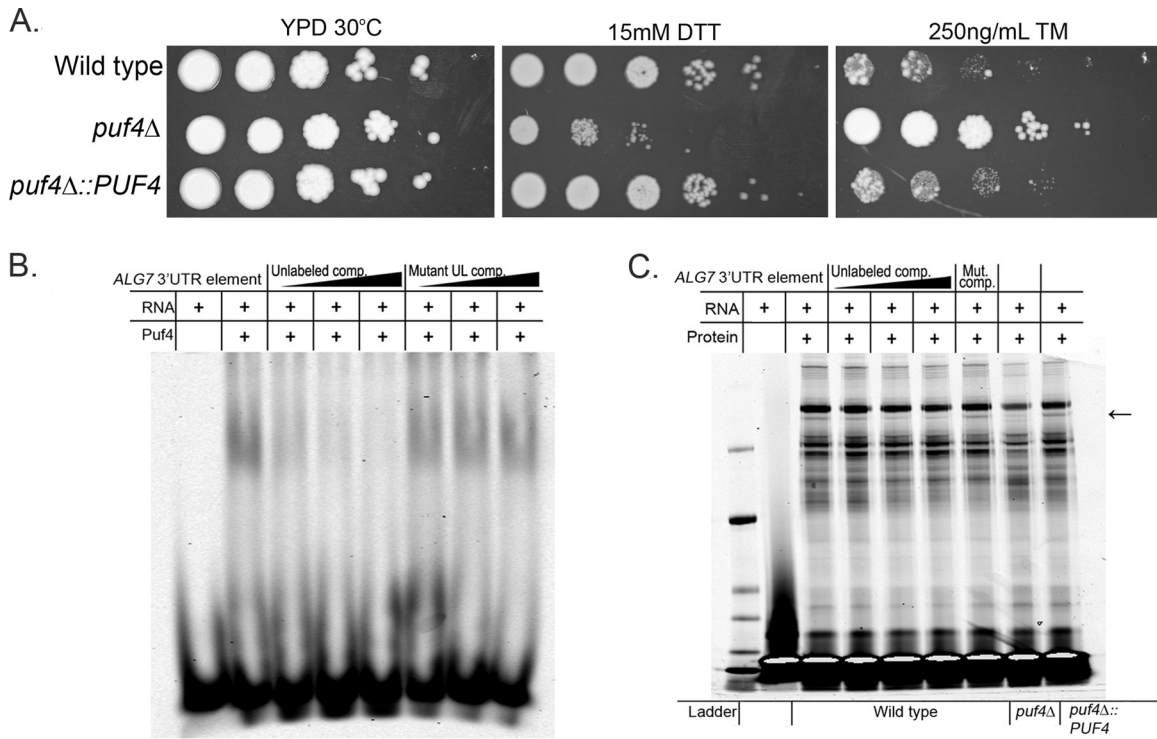 A.
YPD 30°C
15mM DTT
250ng/mL TM
Wild type
puf4Δ
puf4Δ::PUF4
B.
ALG7 3'UTR element
Unlabeled comp.
Mutant UL comp.
RNA + + + + + + + +
Puf4 + + + + + + +
C.
ALG7 3'UTR element
Unlabeled comp.
Mut. comp.
RNA + + + + + + + +
Protein + + + + + + +
←
Ladder
Wild type
puf4Δ
puf4Δ::
PUF4